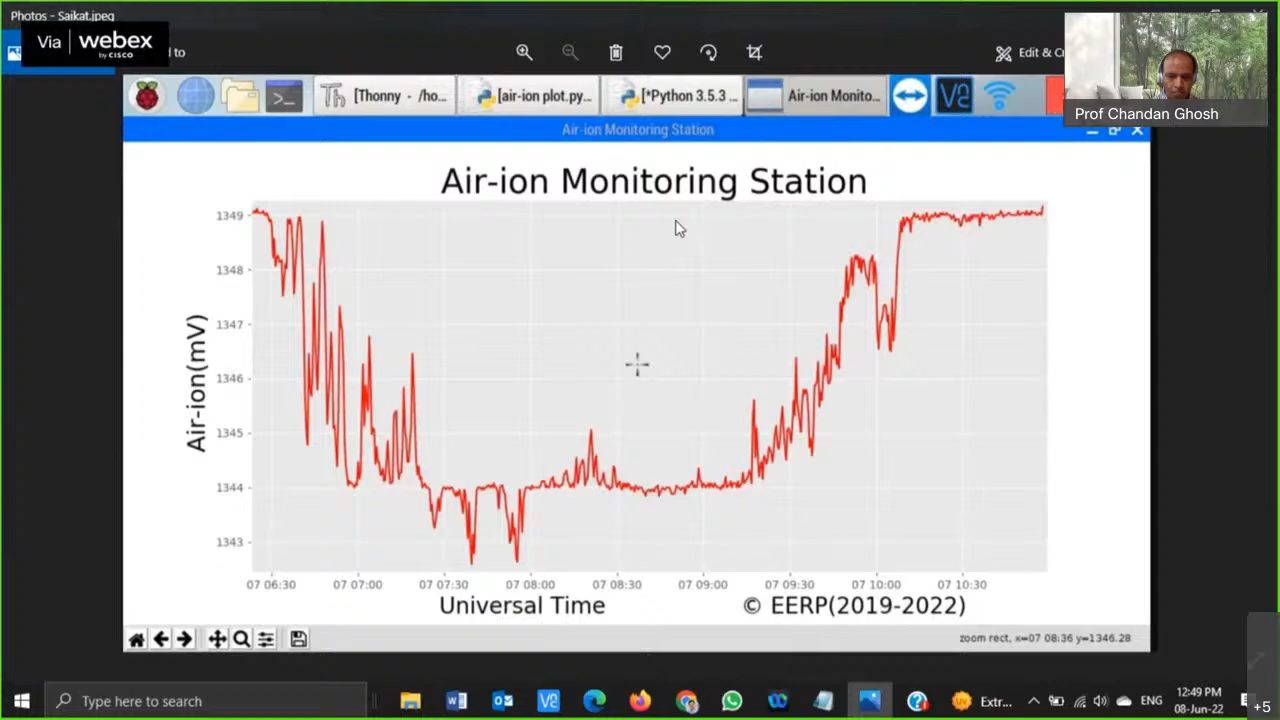 Photos - Saikat.jpeg
Via webex
by CISCO
d to
Edit & C
Prof Chandan Ghosh
[Thonny - /ho...
[air-ion plot.py...
[*Python 3.5.3 ...
Air-ion Monito...
Air-ion Monitoring Station
Air-ion Monitoring Station
1349
1348
1347
1346
1345
1344
1343
Air-ion(mV)
07 06:30 07 07:00 07 07:30 07 08:00 07 08:30 07 09:00 07 09:30 07 10:00 07 10:30
Universal Time © EERP(2019-2022)
zoom rect, x=07 08:36 y=1346.28
Type here to search
Extr...
ENG
12:49 PM
08-Jun-22
+5